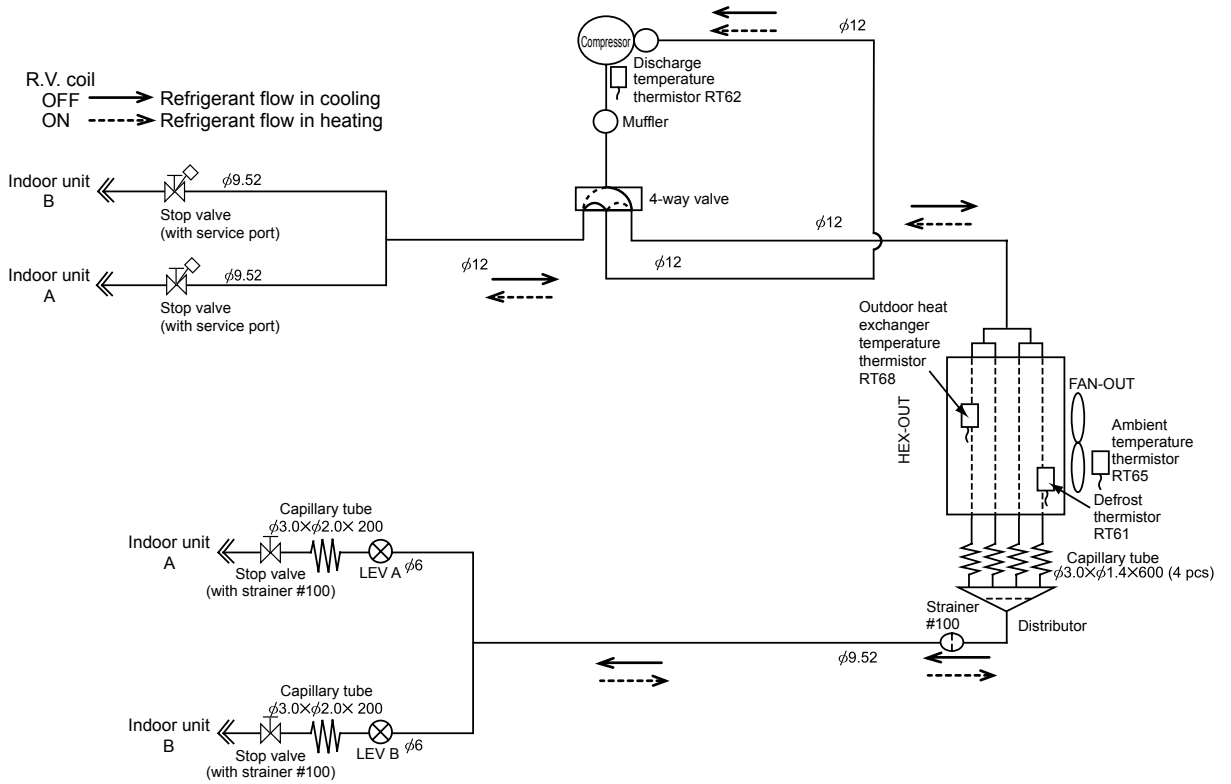 Compressor
ϕ12
Discharge
temperature
thermistor RT62
Muffler
R.V. coil
OFF Refrigerant flow in cooling
ON Refrigerant flow in heating
4-way valve
Indoor unit
B
ϕ9.52
Stop valve
(with service port)
Indoor unit
A
ϕ9.52
Stop valve
(with service port)
ϕ12
ϕ12
ϕ12
Outdoor heat
exchanger
temperature
thermistor
RT68
HEX-OUT
FAN-OUT
Ambient
temperature
thermistor
RT65
Defrost
thermistor
RT61
Capillary tube
ϕ3.0×ϕ1.4×600 (4 pcs)
Distributor
Strainer
#100
ϕ9.52
Capillary tube
ϕ3.0×ϕ2.0× 200
Indoor unit
A
LEV A
ϕ6
Stop valve
(with strainer #100)
Capillary tube
ϕ3.0×ϕ2.0× 200
Indoor unit
B
LEV B
ϕ6
Stop valve
(with strainer #100)